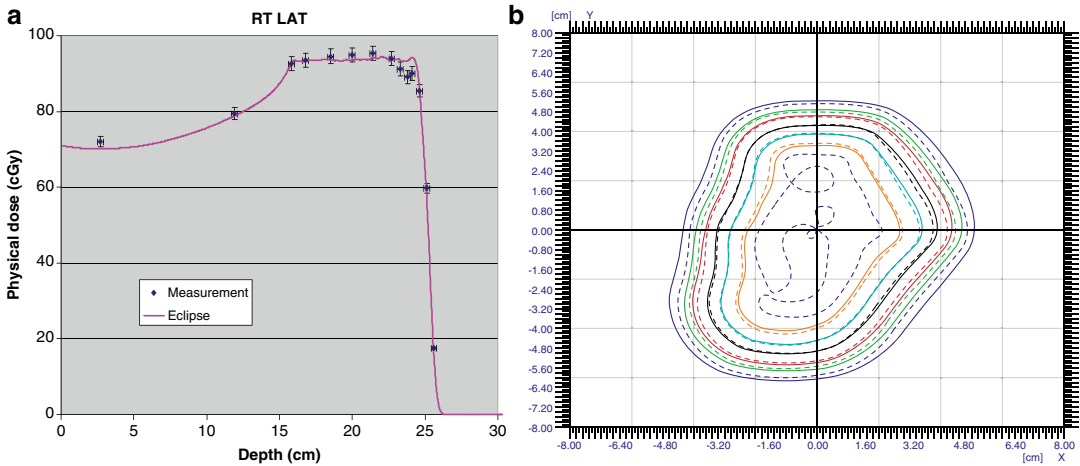 a
RT LAT
Physical dose (cGy)
100
80
60
40
20
0
Measurement
Eclipse
0 5 10 15 20 25 30
Depth (cm)
b
[cm] Y
8.00
7.20
6.40
5.60
4.80
4.00
3.20
2.40
1.60
0.80
0.00
-0.80
-1.60
-2.40
-3.20
-4.00
-4.80
-5.60
-6.40
-7.20
-8.00
-8.00 -6.40 -4.80 -3.20 -1.60 0.00 1.60 3.20 4.80 6.40 8.00
[cm] X